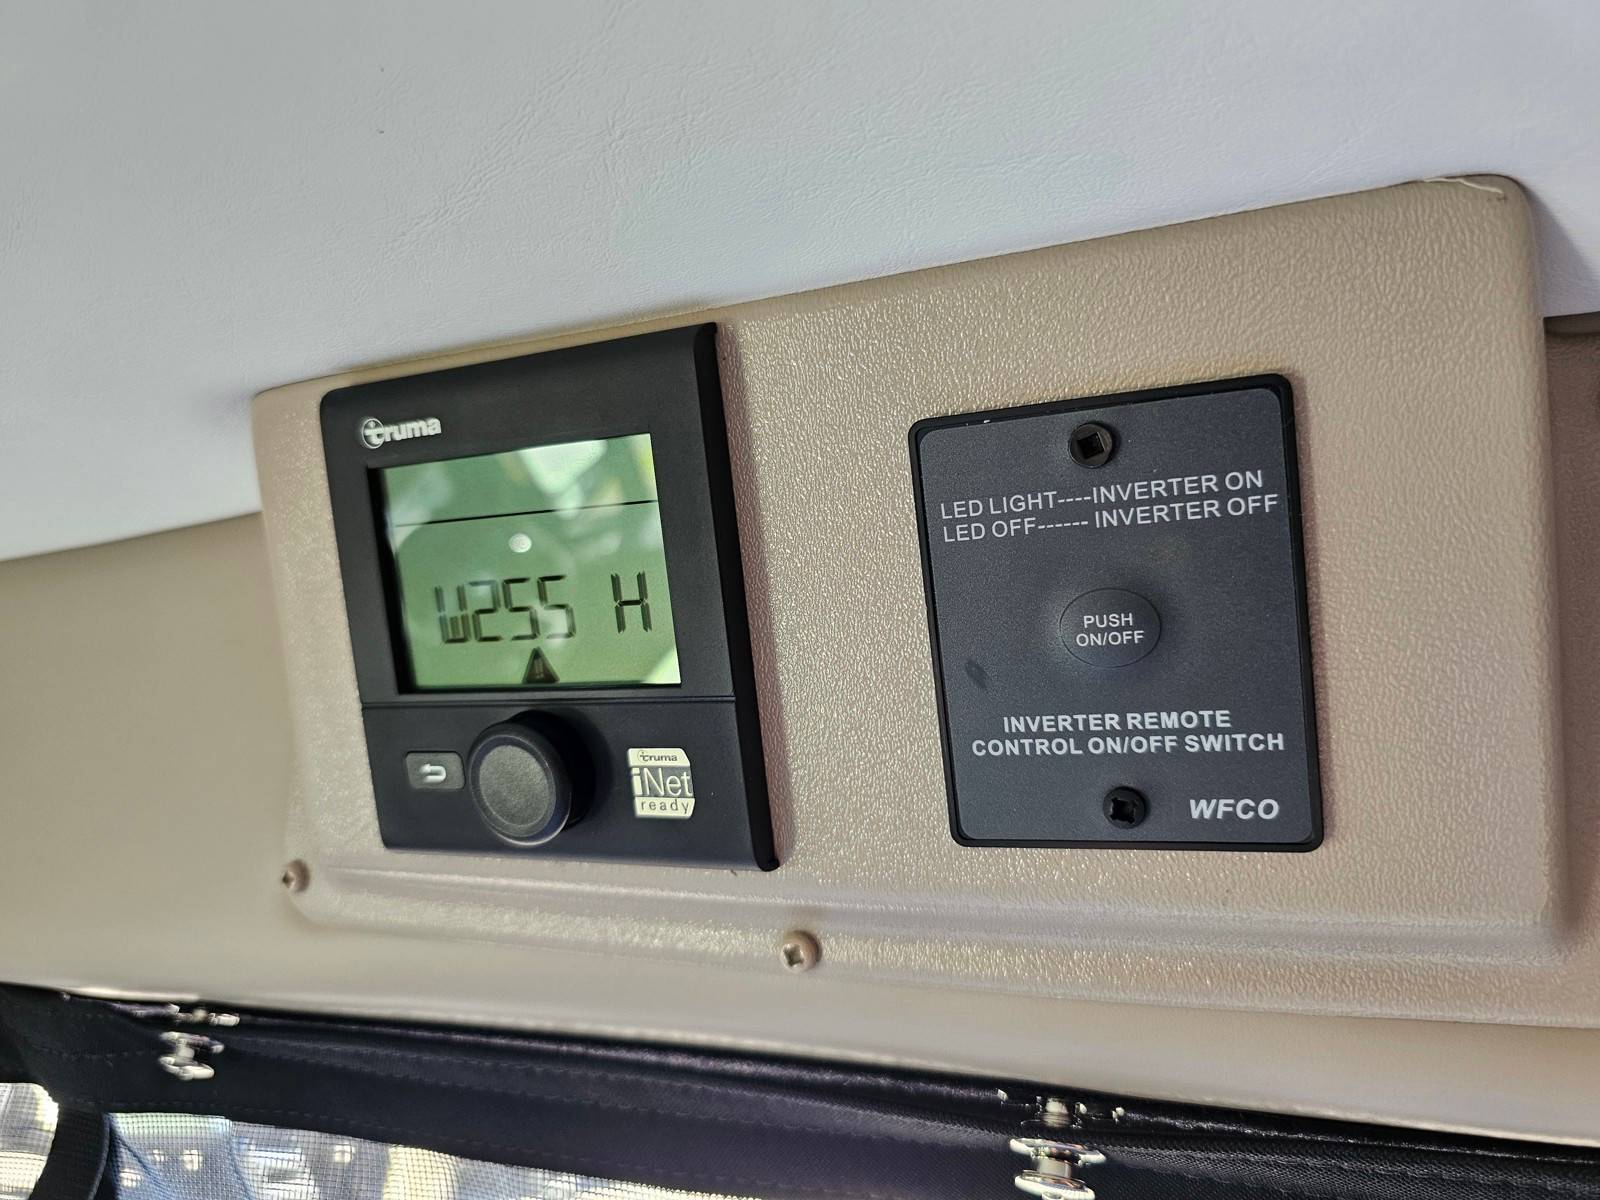 truma
W255 H
truma
iNet
ready
LED LIGHT----INVERTER ON
LED OFF------ INVERTER OFF
PUSH
ON/OFF
INVERTER REMOTE
CONTROL ON/OFF SWITCH
WFCO